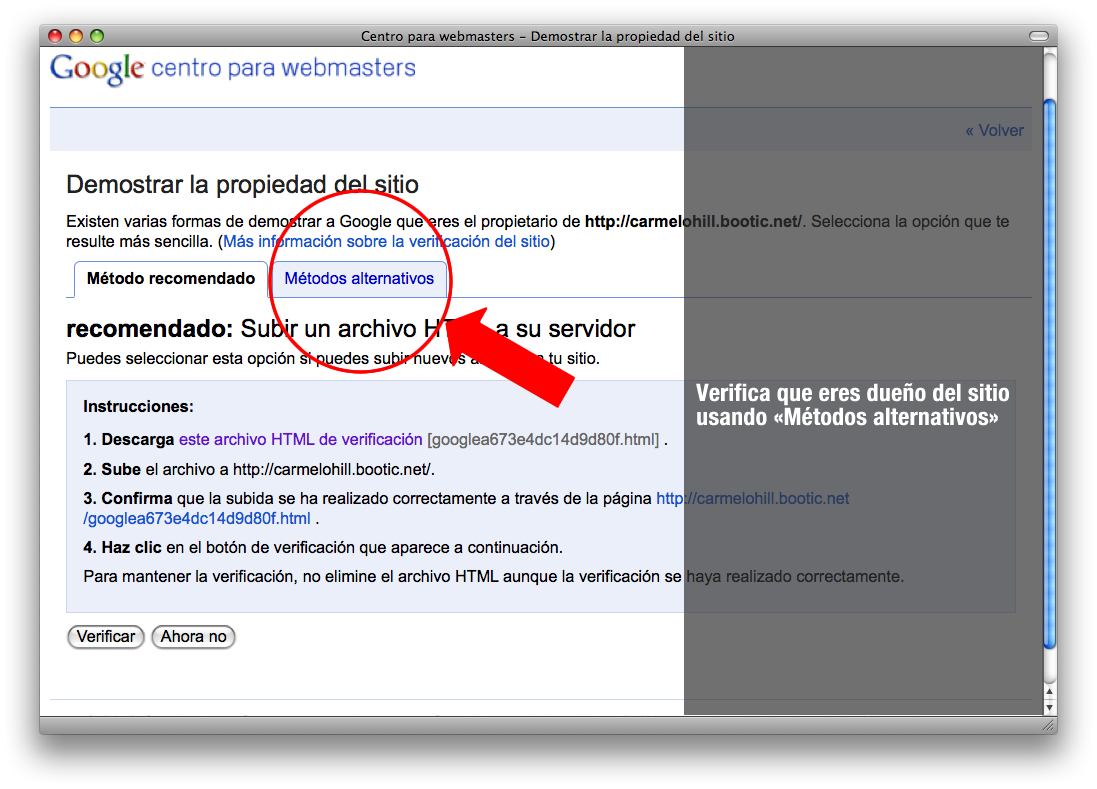 Centro para webmasters – Demostrar la propiedad del sitio
Google centro para webmasters
« Volver
Demostrar la propiedad del sitio
Existen varias formas de demostrar a Google que eres el propietario de http://carmelohill.bootic.net/. Selecciona la opción que te
resulte más sencilla. (Más información sobre la verificación del sitio)
Método recomendado Métodos alternativos
recomendado: Subir un archivo HTML a su servidor
Puedes seleccionar esta opción si puedes subir nuevos a tu sitio.
Instrucciones:
1. Descarga este archivo HTML de verificación [googlea673e4dc14d9d80f.html] .
2. Sube el archivo a http://carmelohill.bootic.net/.
3. Confirma que la subida se ha realizado correctamente a través de la página http://carmelohill.bootic.net
/googlea673e4dc14d9d80f.html .
4. Haz clic en el botón de verificación que aparece a continuación.
Para mantener la verificación, no elimine el archivo HTML aunque la verificación se haya realizado correctamente.
Verificar Ahora no
Verifica que eres dueño del sitio
usando «Métodos alternativos»